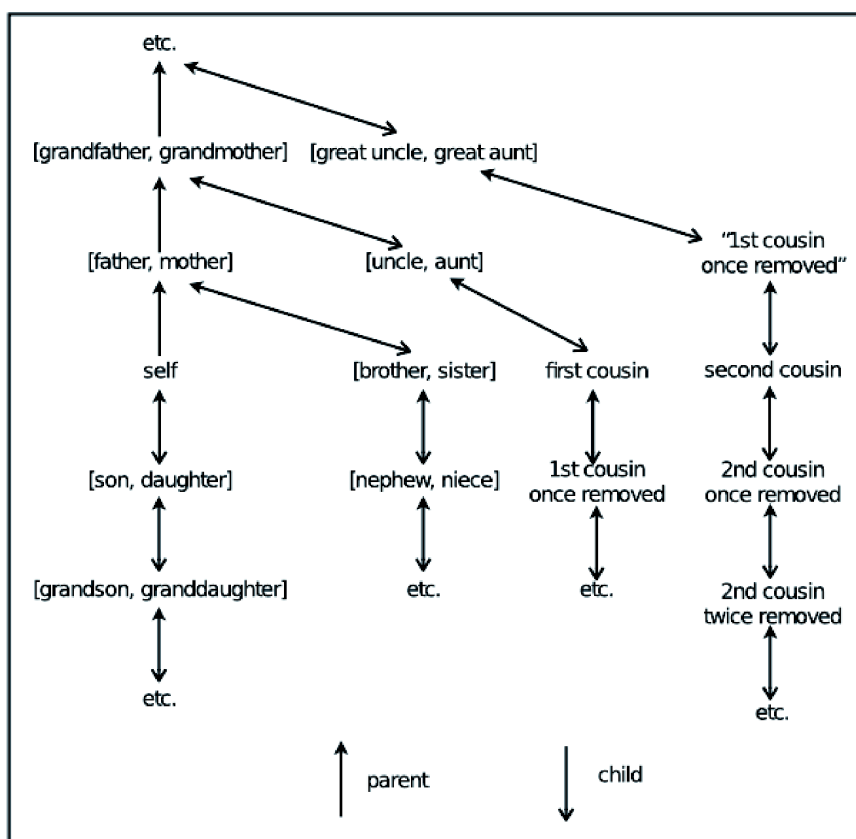 etc.
[grandfather, grandmother] [great uncle, great aunt]
[father, mother] [uncle, aunt] "1st cousin
once removed"
self [brother, sister] first cousin second cousin
[son, daughter] [nephew, niece] 1st cousin
once removed 2nd cousin
once removed
[grandson, granddaughter] etc. etc. 2nd cousin
twice removed
etc. etc.
parent child